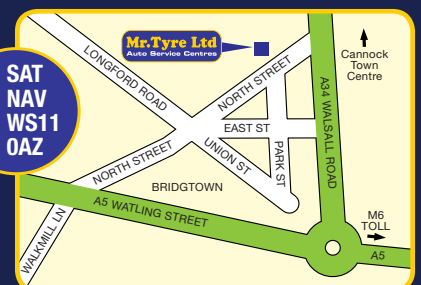 Mr.Tyre Ltd
Auto Service Centres
SAT
NAV
WS11
0AZ
LONGFORD ROAD
NORTH STREET
A34 WALSALL ROAD
Cannock
Town
Centre
EAST ST
PARK ST
UNION ST
NORTH STREET
BRIDGTOWN
A5 WATLING STREET
WALKMILL LN
M6
TOLL
A5